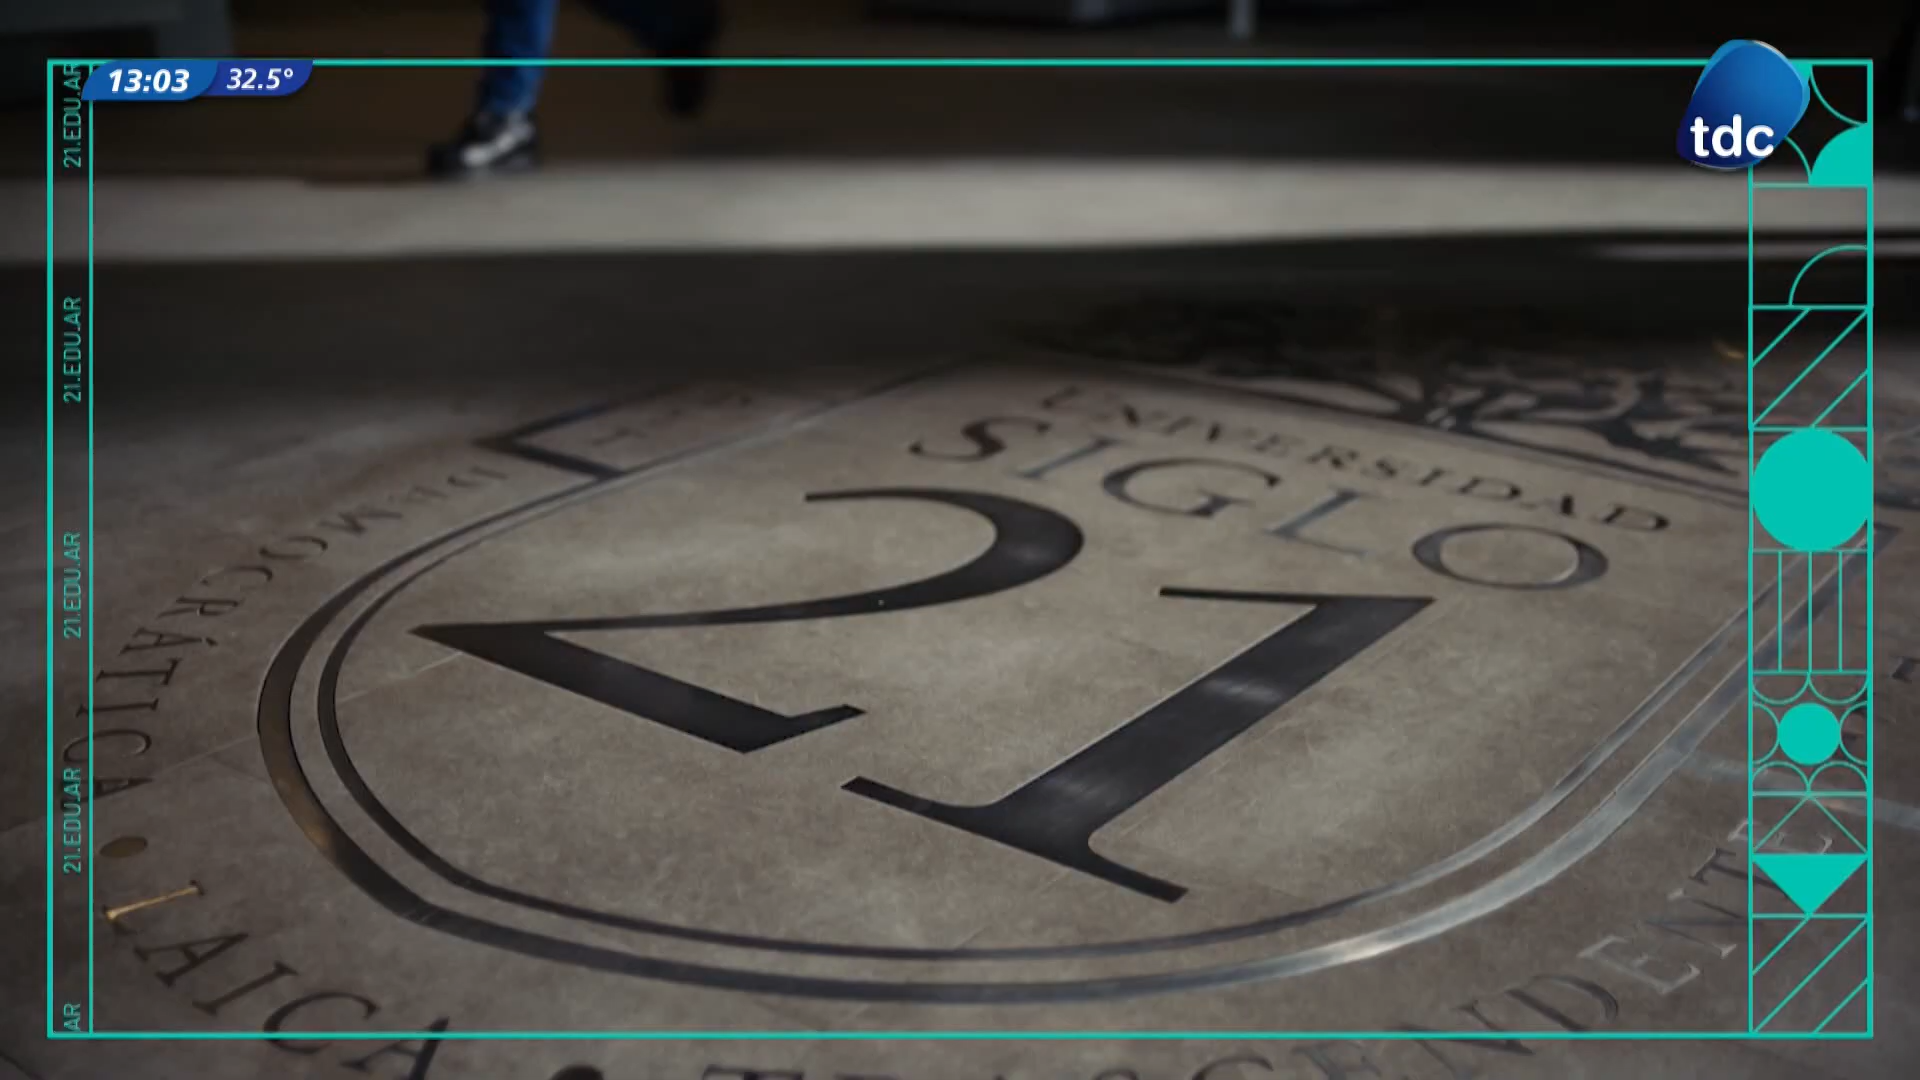 13:03 32.5°
tdc
21.EDU.AR
21.EDU.AR
21.EDU.AR
21.EDU.AR
AR
UNIVERSIDAD
SIGLO
21
DEMOCRÁTICA • LAICA • TRASCENDENTE